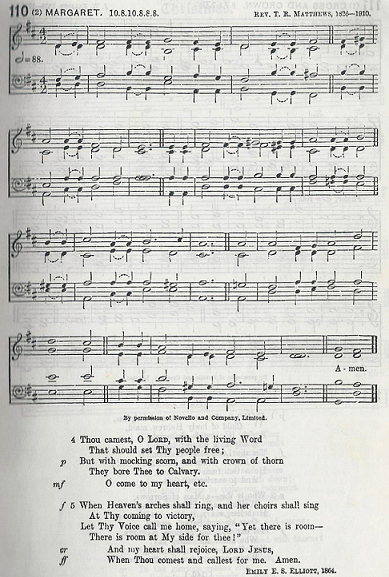 110 (2) MARGARET. 10.8.10.8.8.8. REV. T. R. MATTHEWS, 1826–1910.
=88.
A - men.
By permission of Novello and Company, Limited.
4 Thou camest, O LORD, with the living Word
That should set Thy people free;
p But with mocking scorn, and with crown of thorn
They bore Thee to Calvary.
mf O come to my heart, etc.
f 5 When Heaven's arches shall ring, and her choirs shall sing
At Thy coming to victory,
Let Thy Voice call me home, saying, "Yet there is room—
There is room at My side for thee!"
cr And my heart shall rejoice, LORD JESUS,
ff When Thou comest and callest for me. Amen.
EMILY E. S. ELLIOTT, 1864.